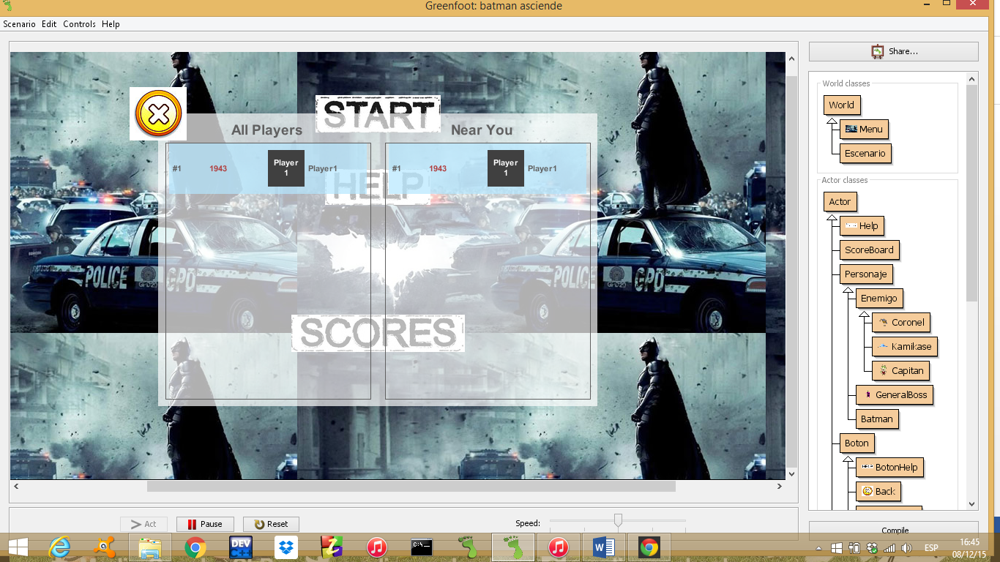 Greenfoot: batman asciende
Scenario Edit Controls Help
Share...
World classes
World
Menu
Escenario
Actor classes
Actor
Help
ScoreBoard
Personaje
Enemigo
Coronel
Kamikase
Capitan
GeneralBoss
Batman
Boton
BotonHelp
Back
START
All Players
Near You
#1 1943 Player 1 Player1
#1 1943 Player 1 Player1
HELP
POLICE GPD
POLICE GPD
SCORES
Act
Pause
Reset
Speed:
Compile
DEV
C++
C:\_
ESP
16:45
08/12/15